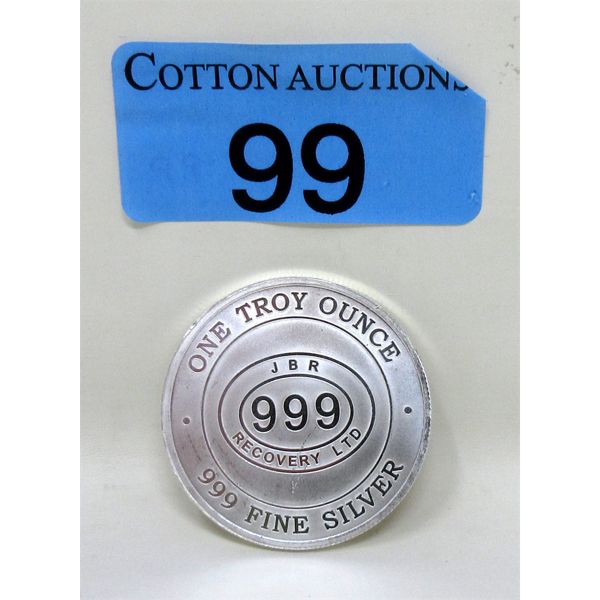 COTTON AUCTIONS
99
ONE TROY OUNCE
JBR
999
RECOVERY LTD
999 FINE SILVER